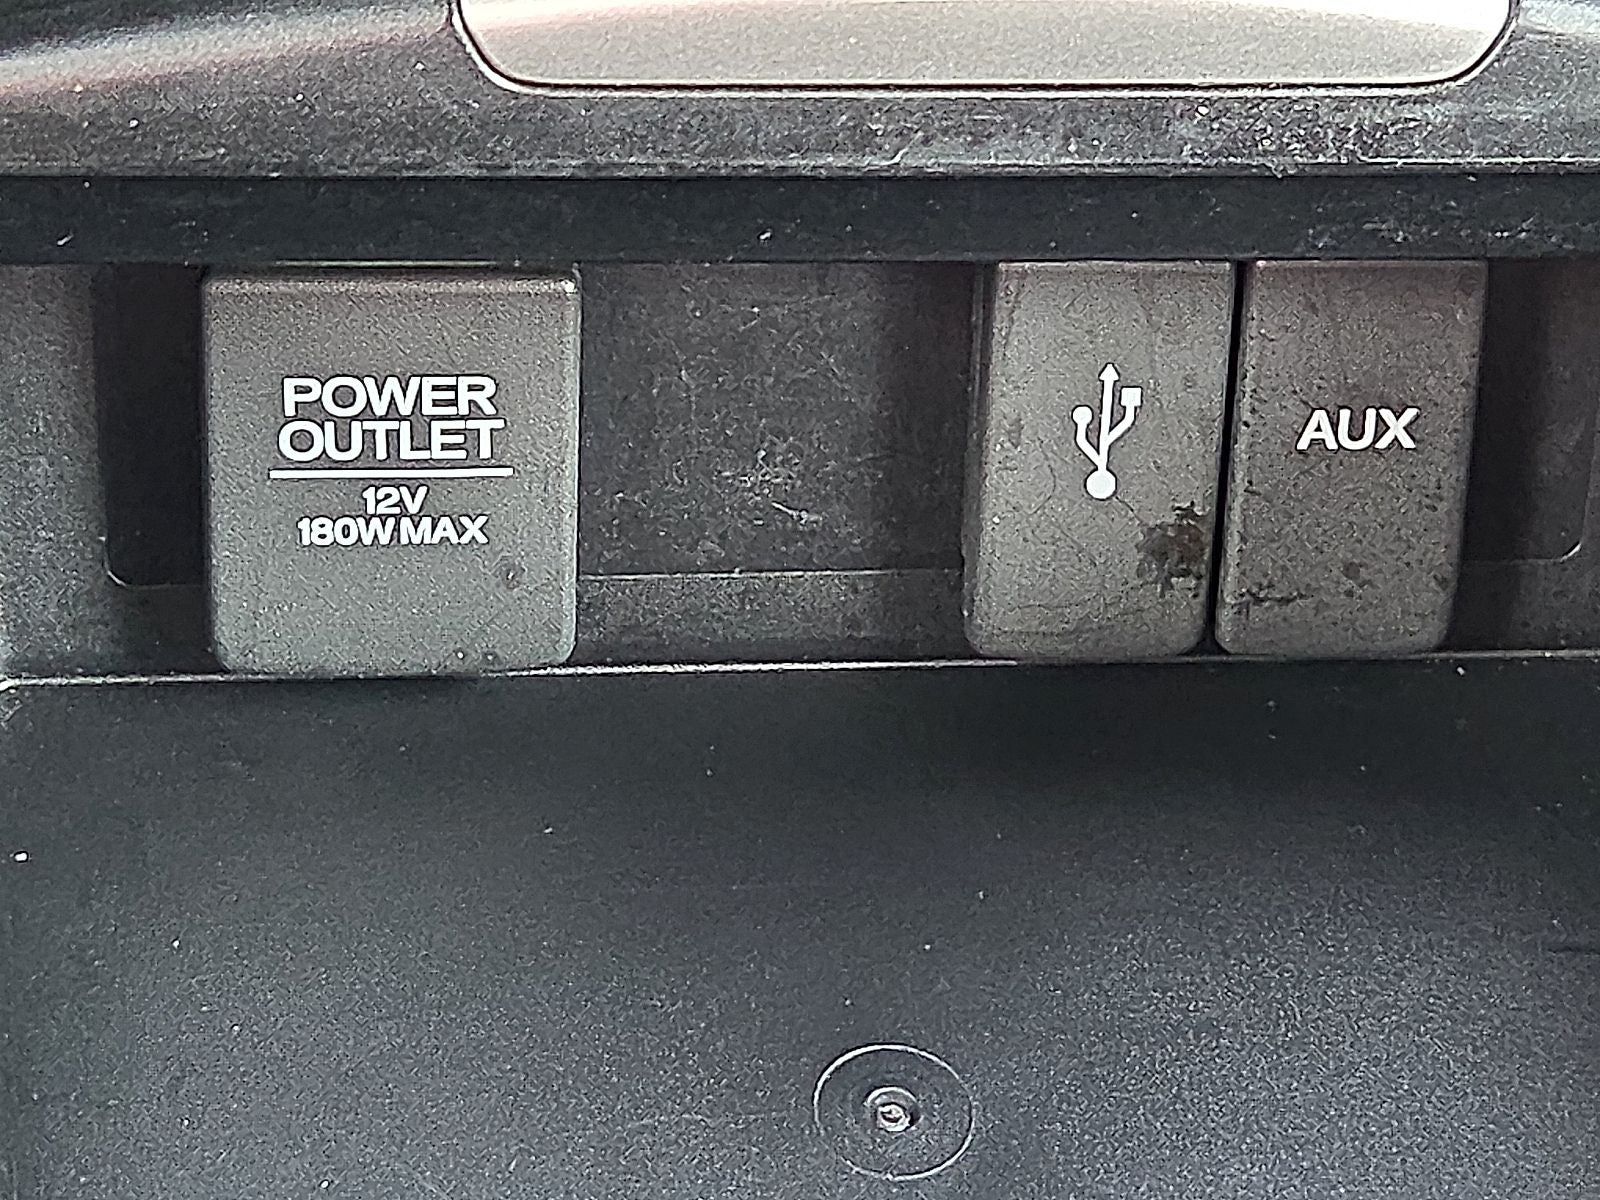 POWER
OUTLET
12V
180W MAX
AUX